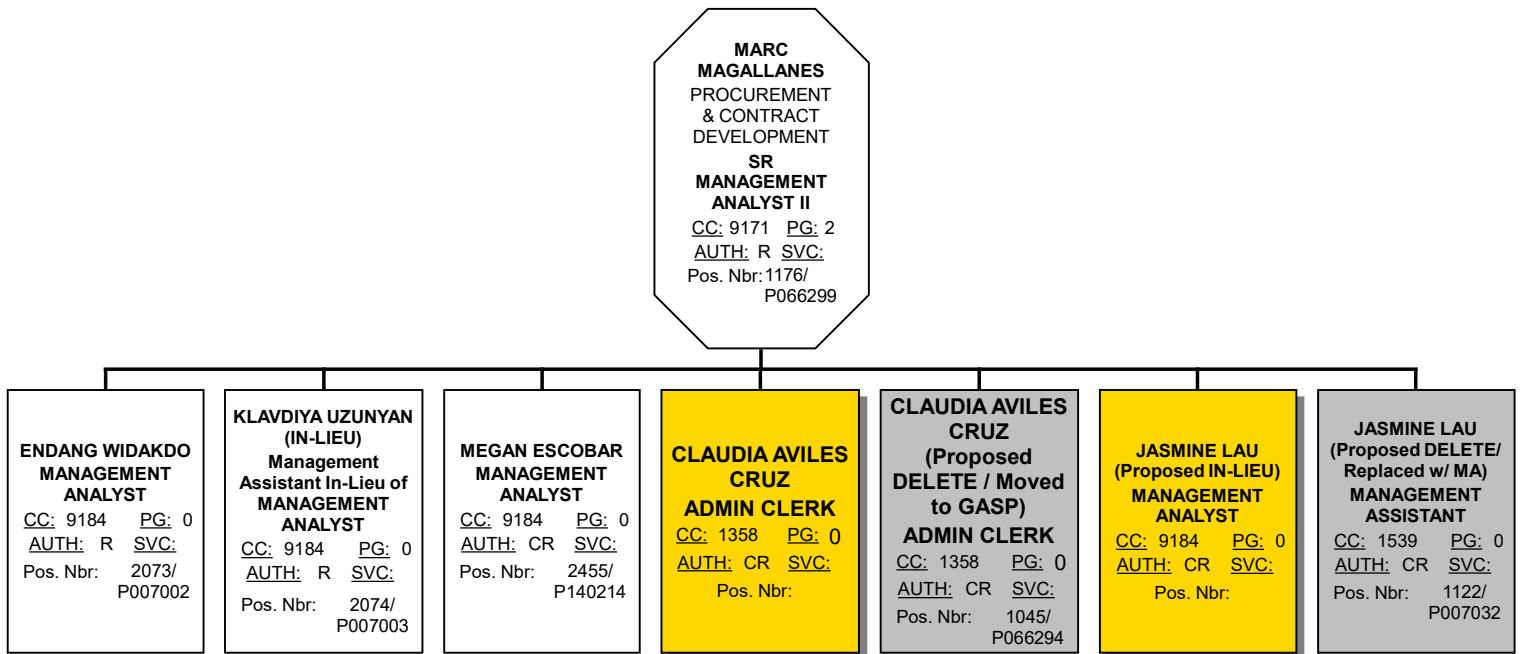 MARC
MAGALLANES
PROCUREMENT
& CONTRACT
DEVELOPMENT
SR
MANAGEMENT
ANALYST II
CC: 9171 PG: 2
AUTH: R SVC:
Pos. Nbr: 1176/
P066299
ENDANG WIDAKDO
MANAGEMENT
ANALYST
CC: 9184 PG: 0
AUTH: R SVC:
Pos. Nbr: 2073/
P007002
KLAVDIYA UZUNYAN
(IN-LIEU)
Management
Assistant In-Lieu of
MANAGEMENT
ANALYST
CC: 9184 PG: 0
AUTH: R SVC:
Pos. Nbr: 2074/
P007003
MEGAN ESCOBAR
MANAGEMENT
ANALYST
CC: 9184 PG: 0
AUTH: CR SVC:
Pos. Nbr: 2455/
P140214
CLAUDIA AVILES
CRUZ
ADMIN CLERK
CC: 1358 PG: 0
AUTH: CR SVC:
Pos. Nbr:
CLAUDIA AVILES
CRUZ
(Proposed
DELETE / Moved
to GASP)
ADMIN CLERK
CC: 1358 PG: 0
AUTH: CR SVC:
Pos. Nbr: 1045/
P066294
JASMINE LAU
(Proposed IN-LIEU)
MANAGEMENT
ANALYST
CC: 9184 PG: 0
AUTH: CR SVC:
Pos. Nbr:
JASMINE LAU
(Proposed DELETE/
Replaced w/ MA)
MANAGEMENT
ASSISTANT
CC: 1539 PG: 0
AUTH: CR SVC:
Pos. Nbr: 1122/
P007032